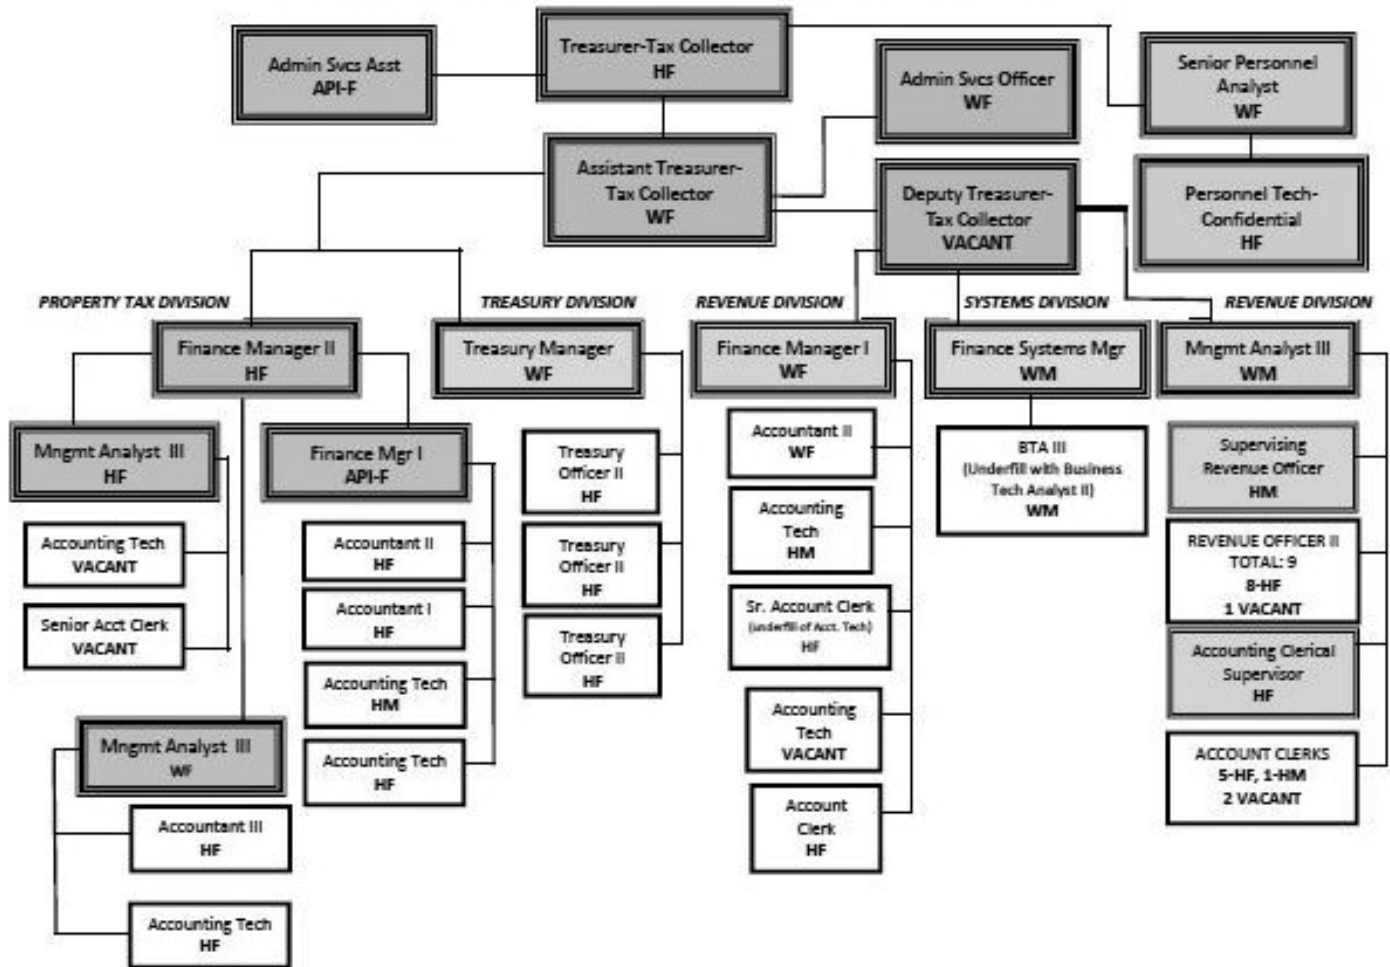 Treasurer-Tax Collector
HF
Admin Svcs Asst
API-F
Admin Svcs Officer
WF
Senior Personnel
Analyst
WF
Assistant Treasurer-
Tax Collector
WF
Deputy Treasurer-
Tax Collector
VACANT
Personnel Tech-
Confidential
HF
PROPERTY TAX DIVISION
TREASURY DIVISION
REVENUE DIVISION
SYSTEMS DIVISION
REVENUE DIVISION
Finance Manager II
HF
Treasury Manager
WF
Finance Manager I
WF
Finance Systems Mgr
WM
Mngmt Analyst III
WM
Mngmt Analyst III
HF
Accounting Tech
VACANT
Senior Acct Clerk
VACANT
Mngmt Analyst III
WF
Accountant III
HF
Accounting Tech
HF
Finance Mgr I
API-F
Accountant II
HF
Accountant I
HF
Accounting Tech
HM
Accounting Tech
HF
Treasury
Officer II
HF
Treasury
Officer II
HF
Treasury
Officer II
HF
Accountant II
WF
Accounting
Tech
HM
Sr. Account Clerk
(underfill of Acct. Tech)
HF
Accounting
Tech
VACANT
Account
Clerk
HF
BTA III
(Underfill with Business
Tech Analyst II)
WM
Supervising
Revenue Officer
HM
REVENUE OFFICER II
TOTAL: 9
8-HF
1 VACANT
Accounting Clerical
Supervisor
HF
ACCOUNT CLERKS
5-HF, 1-HM
2 VACANT